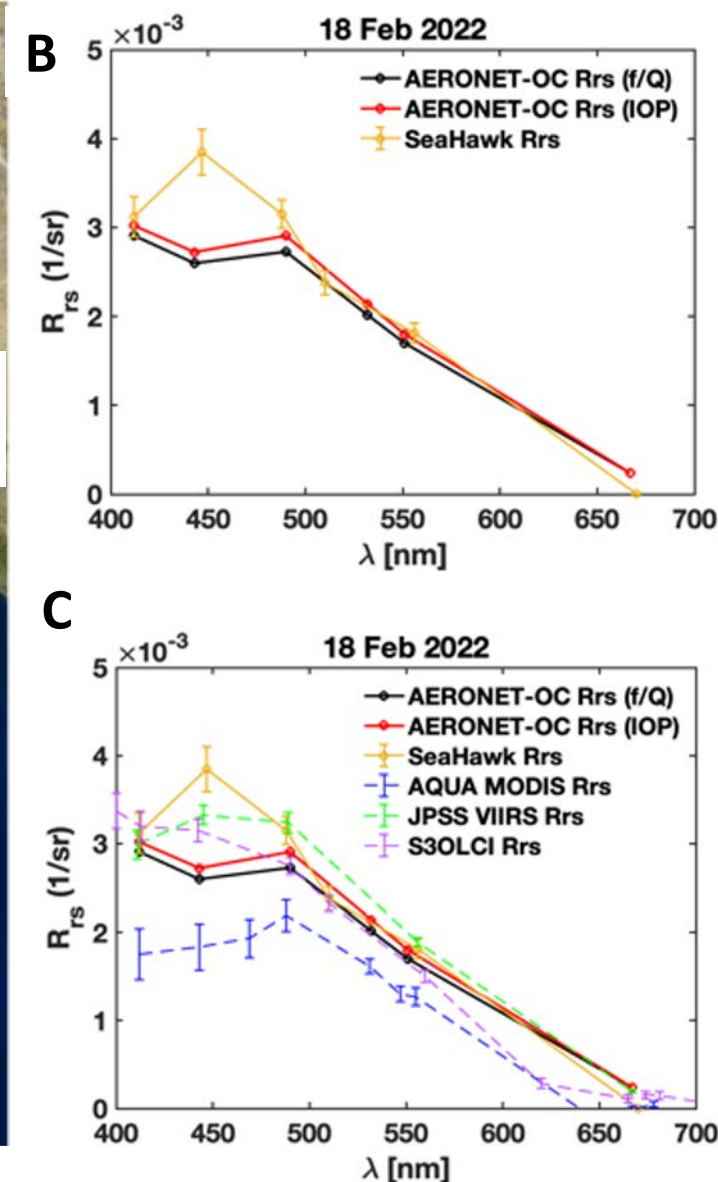 B
×10⁻³
18 Feb 2022
5
4
3
2
1
0
R_rs (1/sr)
AERONET-OC Rrs (f/Q)
AERONET-OC Rrs (IOP)
SeaHawk Rrs
400 450 500 550 600 650 700
λ [nm]
C
×10⁻³
18 Feb 2022
5
4
3
2
1
0
R_rs (1/sr)
AERONET-OC Rrs (f/Q)
AERONET-OC Rrs (IOP)
SeaHawk Rrs
AQUA MODIS Rrs
JPSS VIIRS Rrs
S3OLCI Rrs
400 450 500 550 600 650 700
λ [nm]